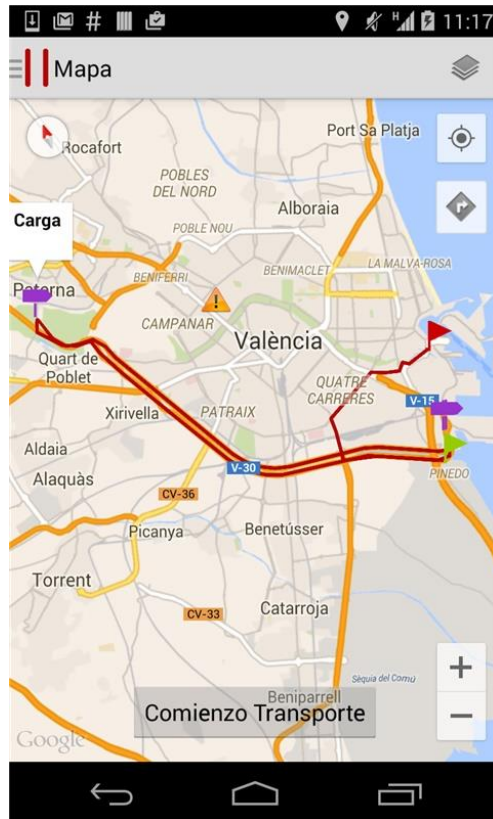 11:17
Mapa
Port Sa Platja
Rocafort
POBLES
DEL NORD
Alboraia
Carga
POBLE NOU
LA MALVA-ROSA
BENIMACLET
BENIFERRI
Paterna
CAMPANAR
València
Quart de
Poblet
QUATRE
CARRERES
V-15
Xirivella
PATRAIX
Aldaia
V-30
PINEDO
Alaquàs
CV-36
Picanya
Benetússer
Torrent
Catarroja
CV-33
Sèquia del Comú
Beniparrell
Comienzo Transporte
Google